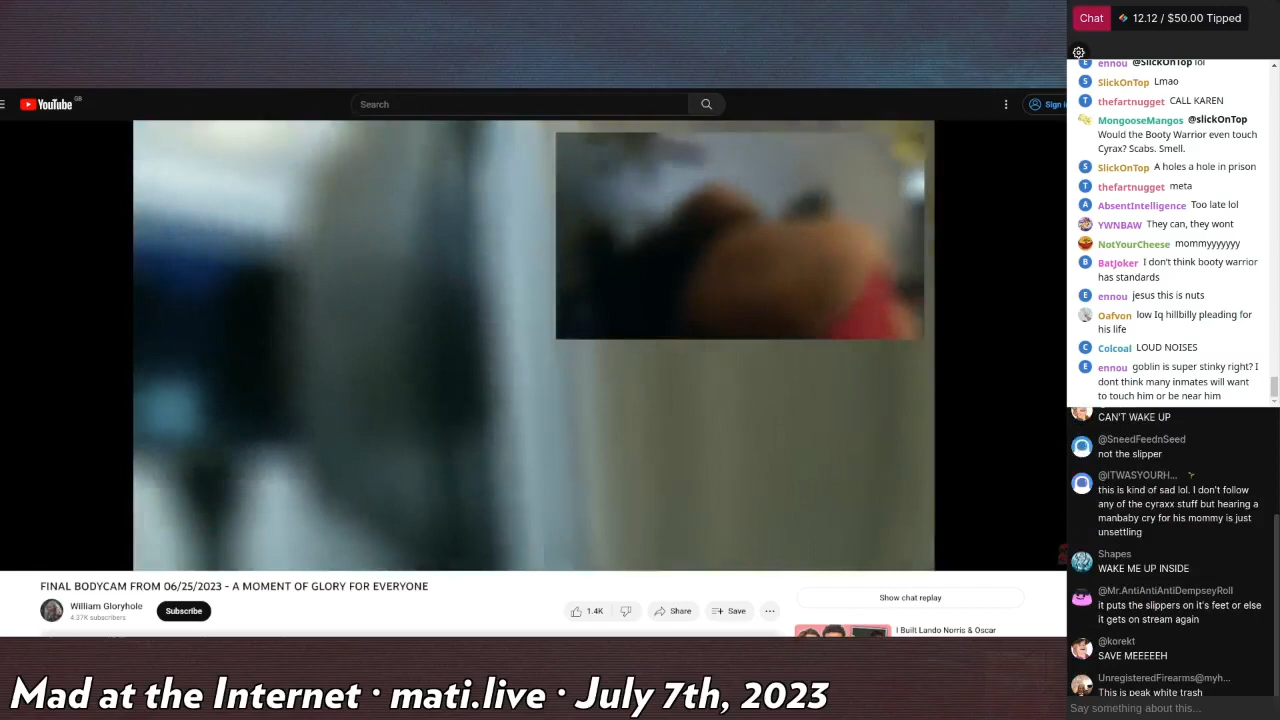 Chat
12.12 / $50.00 Tipped
ennou @SlickOnTop lol
SlickOnTop Lmao
thefartnugget CALL KAREN
MongooseMangos @slickOnTop
Would the Booty Warrior even touch
Cyrax? Scabs. Smell.
SlickOnTop A holes a hole in prison
thefartnugget meta
AbsentIntelligence Too late lol
YWNBAW They can, they wont
NotYourCheese mommyyyyyyy
BatJoker I don't think booty warrior
has standards
ennou jesus this is nuts
Oafvon low Iq hillbilly pleading for
his life
Colcoal LOUD NOISES
ennou goblin is super stinky right? I
dont think many inmates will want
to touch him or be near him
CAN'T WAKE UP
@SneedFeednSeed
not the slipper
@ITWASYOURH...
this is kind of sad lol. I don't follow
any of the cyraxx stuff but hearing a
manbaby cry for his mommy is just
unsettling
Shapes
WAKE ME UP INSIDE
@Mr.AntiAntiAntiDempseyRoll
it puts the slippers on it's feet or else
it gets on stream again
@korekt
SAVE MEEEEEH
UnregisteredFirearms@myh...
This is peak white trash
Say something about this...
YouTube GB
Search
Sign i
FINAL BODYCAM FROM 06/25/2023 - A MOMENT OF GLORY FOR EVERYONE
William Gloryhole
4.27K subscribers
Subscribe
1.4K
Share
Save
Show chat replay
I Built Lando Norris & Oscar
Mad at the Internet · mati.live · July 7th, 2023